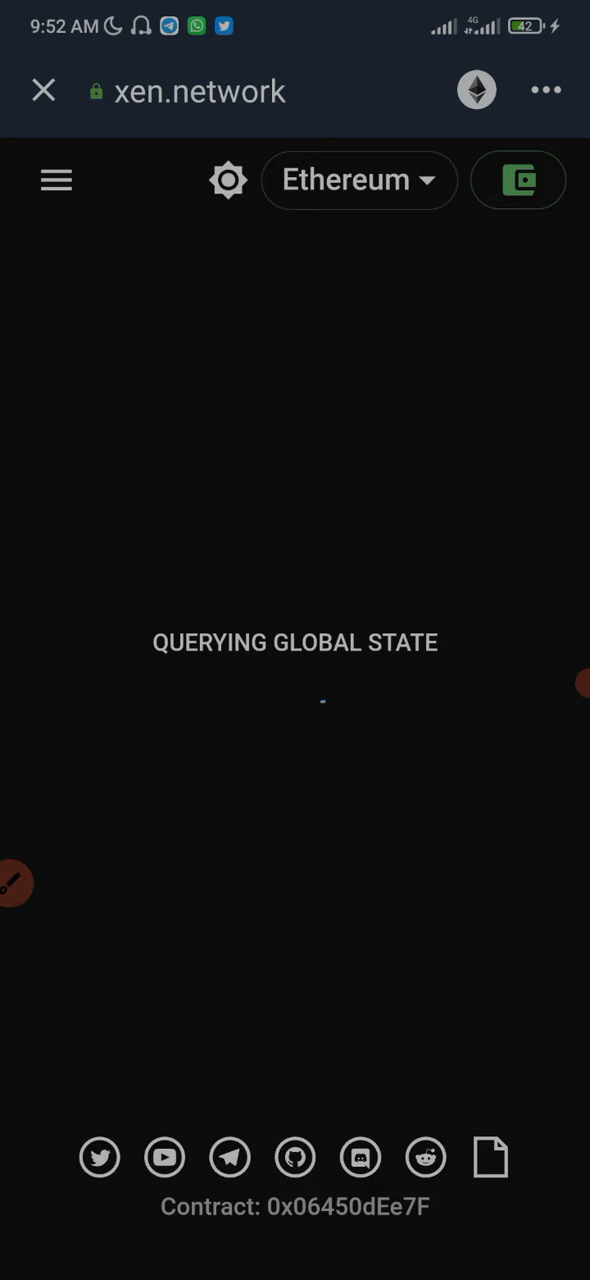 9:52 AM 4G 42
xen.network
Ethereum
QUERYING GLOBAL STATE
Contract: 0x06450dEe7F